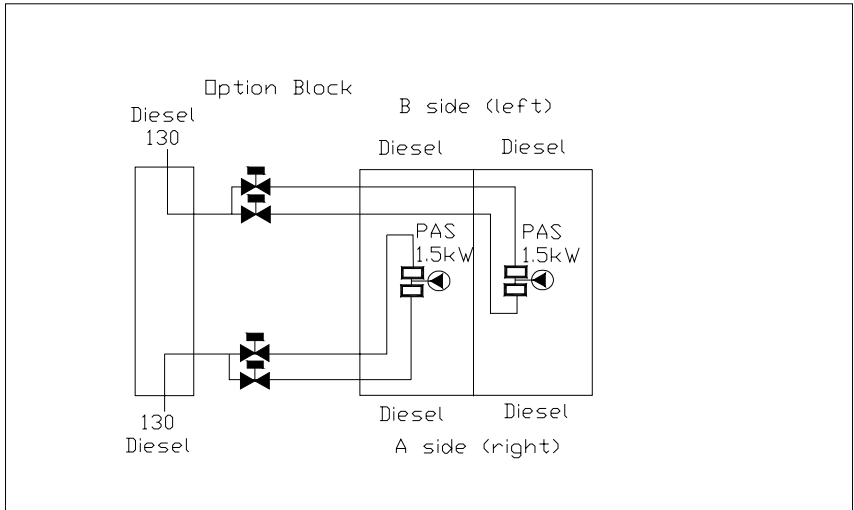 Option Block
B side (left)
Diesel
130
Diesel
Diesel
PAS
1.5kW
PAS
1.5kW
130
Diesel
Diesel
Diesel
A side (right)